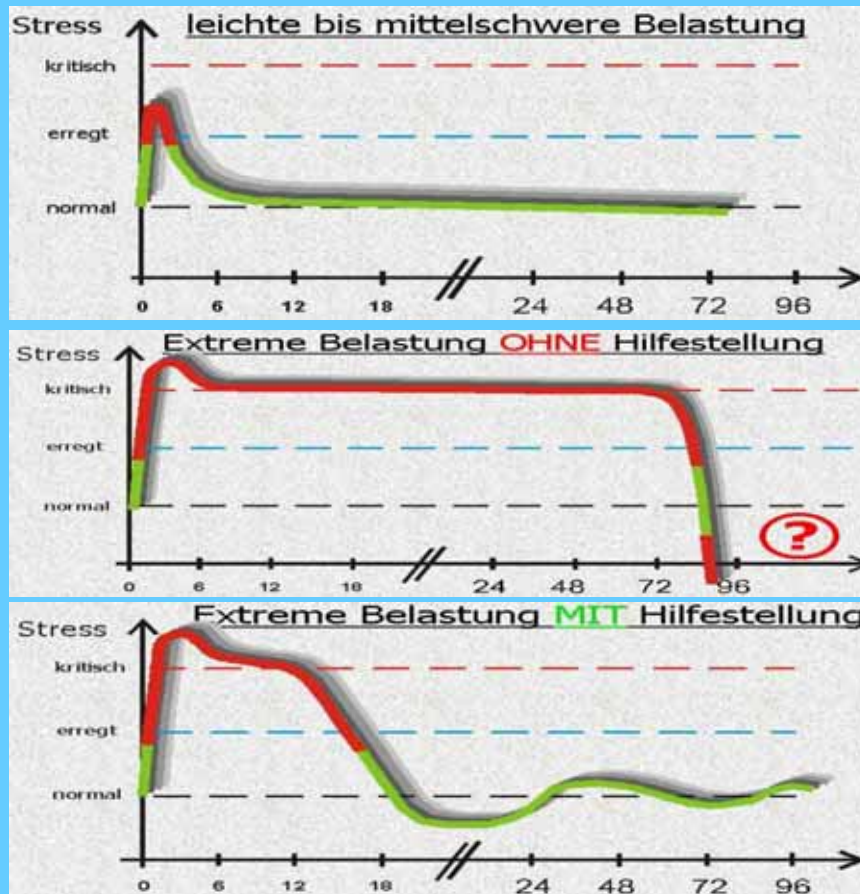 Stress leichte bis mittelschwere Belastung
kritisch
erregt
normal
0 6 12 18 24 48 72 96
Extreme Belastung OHNE Hilfestellung
Stress
kritisch
erregt
normal
?
0 6 12 18 24 48 72 96
Extreme Belastung MIT Hilfestellung
Stress
kritisch
erregt
normal
0 6 12 18 24 48 72 96